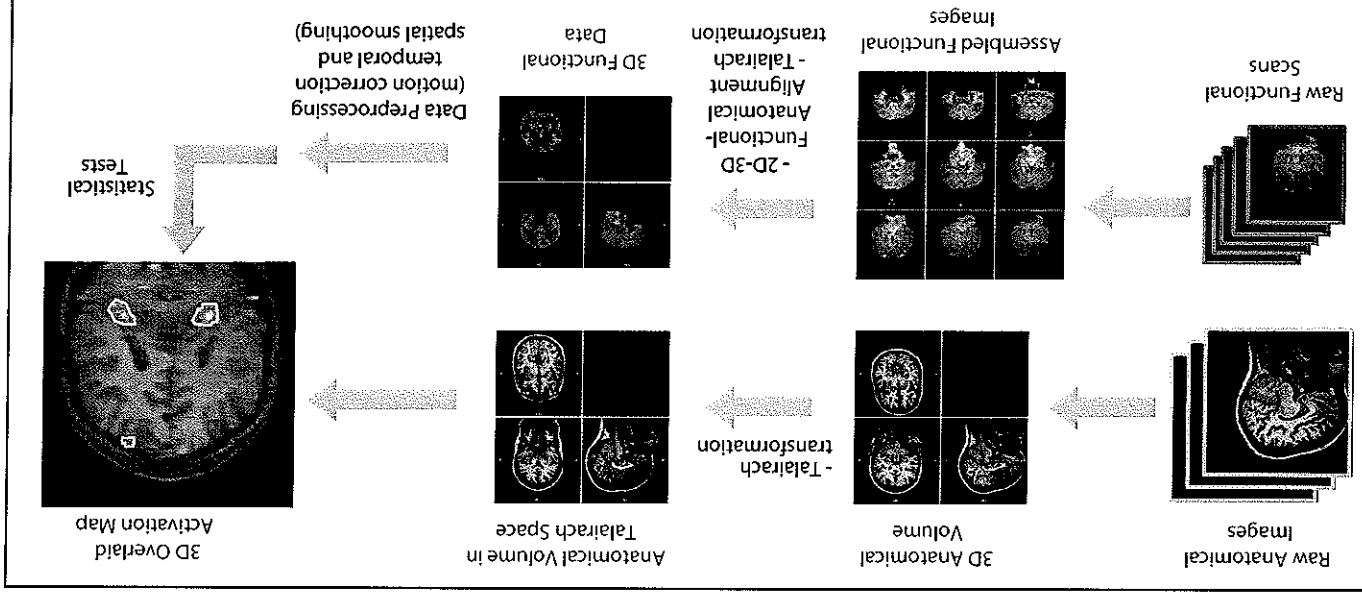 Raw Anatomical
Images
3D Anatomical
Volume
Anatomical Volume in
Talairach Space
3D Overlaid
Activation Map
- Talairach
transformation
Raw Functional
Scans
Assembled Functional
Images
- 2D-3D
Functional-
Anatomical
Alignment
- Talairach
transformation
3D Functional
Data
Data Preprocessing
(motion correction
temporal and
spatial smoothing)
Statistical
Tests